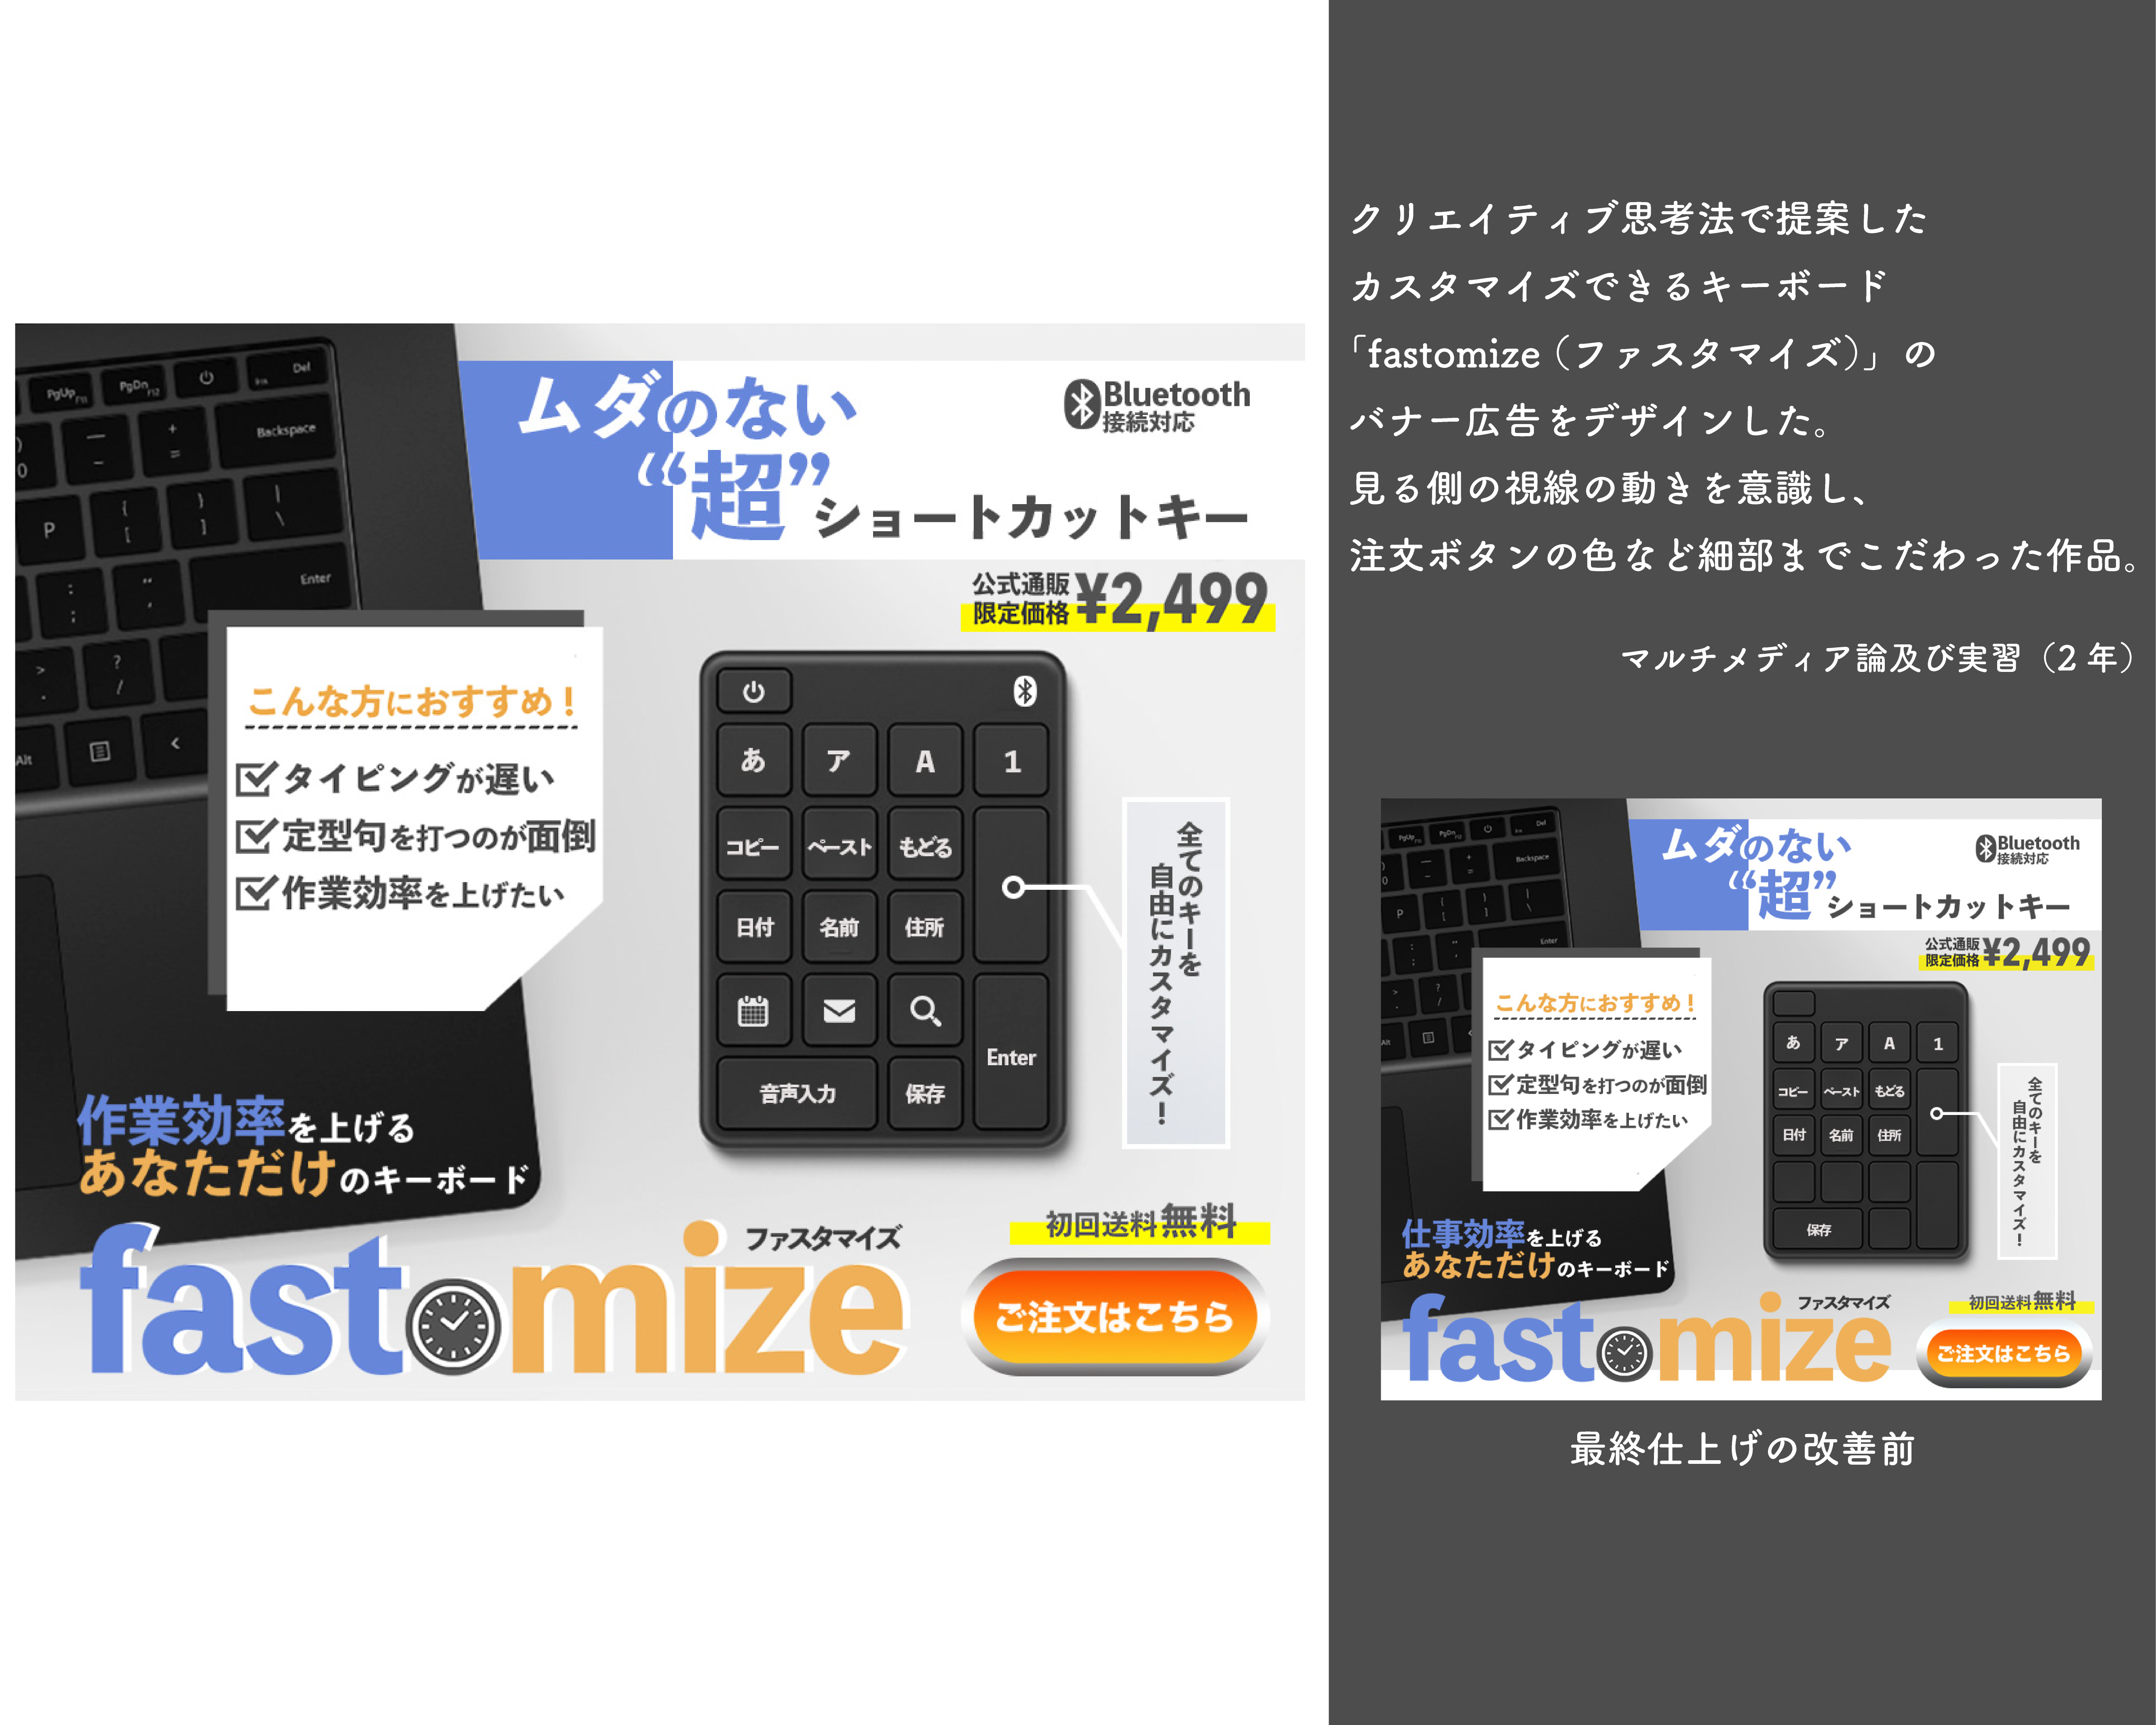 PgUp F11
PgDn F12
Ins
Del
)
0
—
−
+
=
Backspace
P
{
[
}
]
|
\
:
;
"
,
Enter
>
.
?
/
Alt
<
ムダのない
“超”ショートカットキー
Bluetooth
接続対応
公式通販
限定価格
¥2,499
こんな方におすすめ！
タイピングが遅い
定型句を打つのが面倒
作業効率を上げたい
あ ア A 1
コピー ペースト もどる
日付 名前 住所
Enter
音声入力 保存
全てのキーを
自由にカスタマイズ！
作業効率を上げる
あなただけのキーボード
fastomize
ファスタマイズ
初回送料無料
ご注文はこちら
クリエイティブ思考法で提案した
カスタマイズできるキーボード
「fastomize（ファスタマイズ）」の
バナー広告をデザインした。
見る側の視線の動きを意識し、
注文ボタンの色など細部までこだわった作品。
マルチメディア論及び実習（2 年）
PgUp
PgDn
Del
Backspace
P
Enter
ムダのない
“超”ショートカットキー
Bluetooth
接続対応
公式通販
限定価格
¥2,499
こんな方におすすめ！
タイピングが遅い
定型句を打つのが面倒
作業効率を上げたい
あ ア A 1
コピー ペースト もどる
日付 名前 住所
保存
全てのキーを
自由にカスタマイズ！
仕事効率を上げる
あなただけのキーボード
fastomize
ファスタマイズ
初回送料無料
ご注文はこちら
最終仕上げの改善前